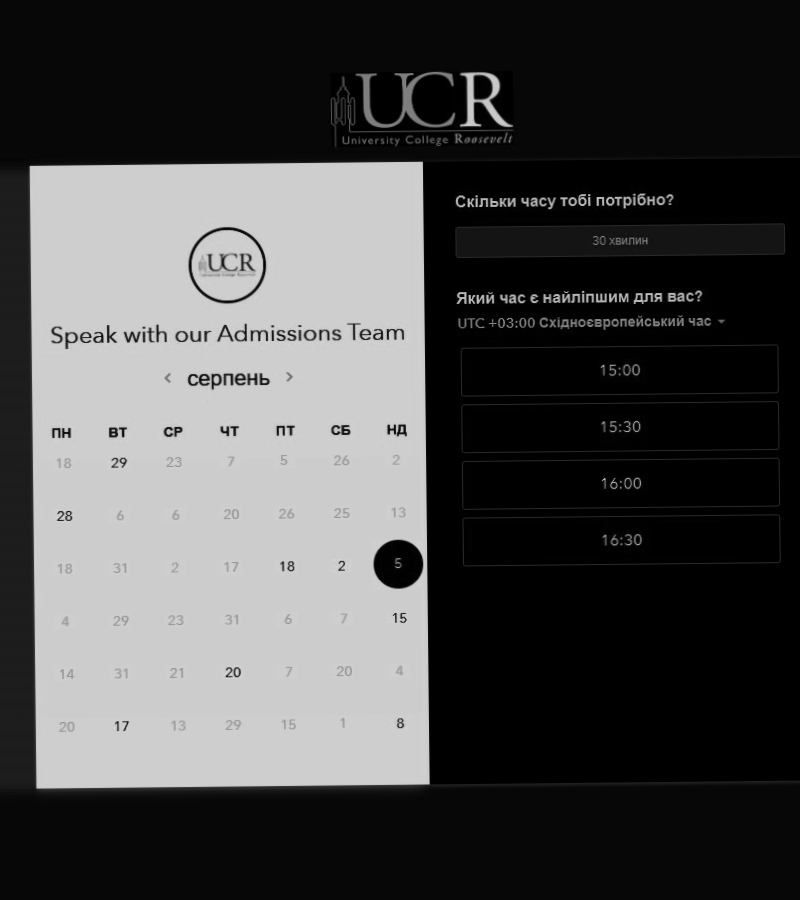 UCR
University College Roosevelt
UCR
University College Roosevelt
Speak with our Admissions Team
серпень
ПН ВТ СР ЧТ ПТ СБ НД
18 29 23 7 5 26 2
28 6 6 20 26 25 13
18 31 2 17 18 2 5
4 29 23 31 6 7 15
14 31 21 20 7 20 4
20 17 13 29 15 1 8
Скільки часу тобі потрібно?
30 хвилин
Який час є найліпшим для вас?
UTC +03:00 Східноєвропейський час
15:00
15:30
16:00
16:30